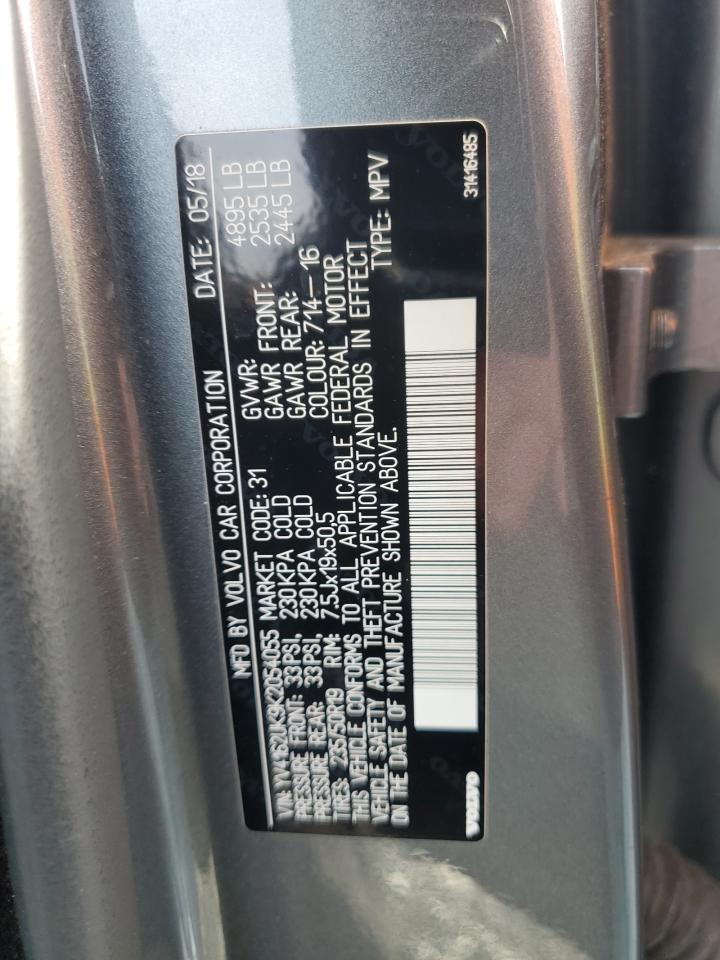 MFD BY VOLVO CAR CORPORATION DATE: 05/18
VIN: YV4162UK9K2054055 MARKET CODE: 31 GVWR: 4895 LB
PRESSURE FRONT: 33PSI, 230KPA COLD GAWR FRONT: 2535 LB
PRESSURE REAR: 33PSI, 230KPA COLD GAWR REAR: 2445 LB
TIRES: 235/50R19 RIM: 7,5Jx19x50,5 COLOUR: 714-16
THIS VEHICLE CONFORMS TO ALL APPLICABLE FEDERAL MOTOR
VEHICLE SAFETY AND THEFT PREVENTION STANDARDS IN EFFECT
ON THE DATE OF MANUFACTURE SHOWN ABOVE. TYPE: MPV
VOLVO 31416485